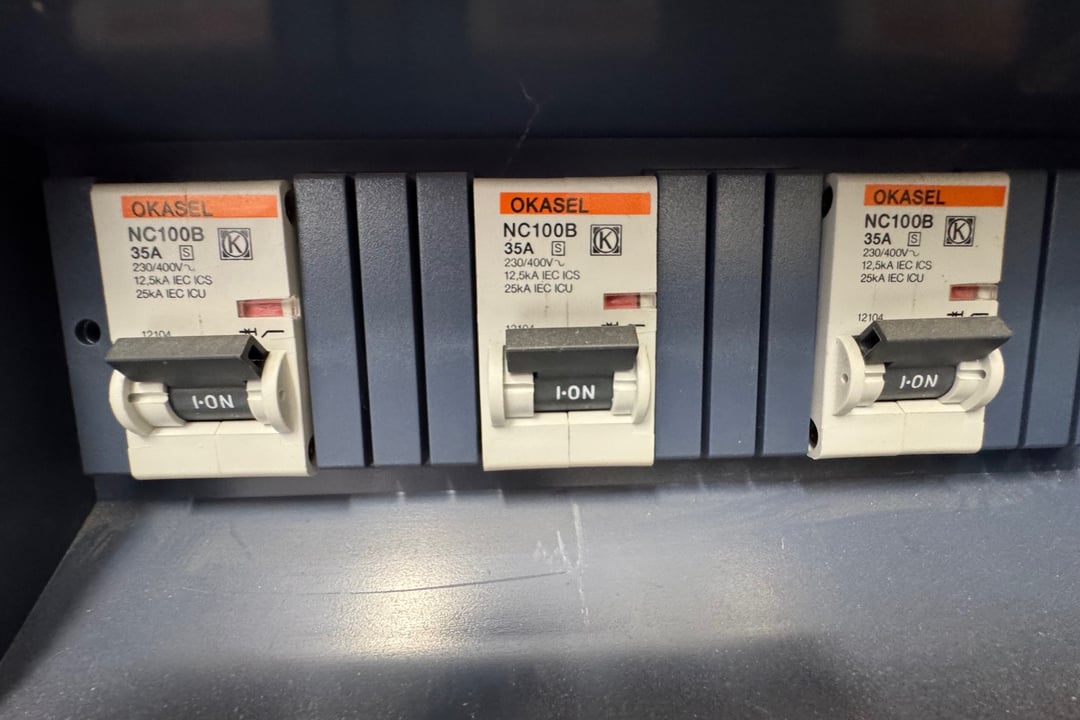 OKASEL
NC100B
35A S K
230/400V~
12,5kA IEC ICS
25kA IEC ICU
12104
I·ON
OKASEL
NC100B
35A S K
230/400V~
12,5kA IEC ICS
25kA IEC ICU
12104
I·ON
OKASEL
NC100B
35A S K
230/400V~
12,5kA IEC ICS
25kA IEC ICU
12104
I·ON